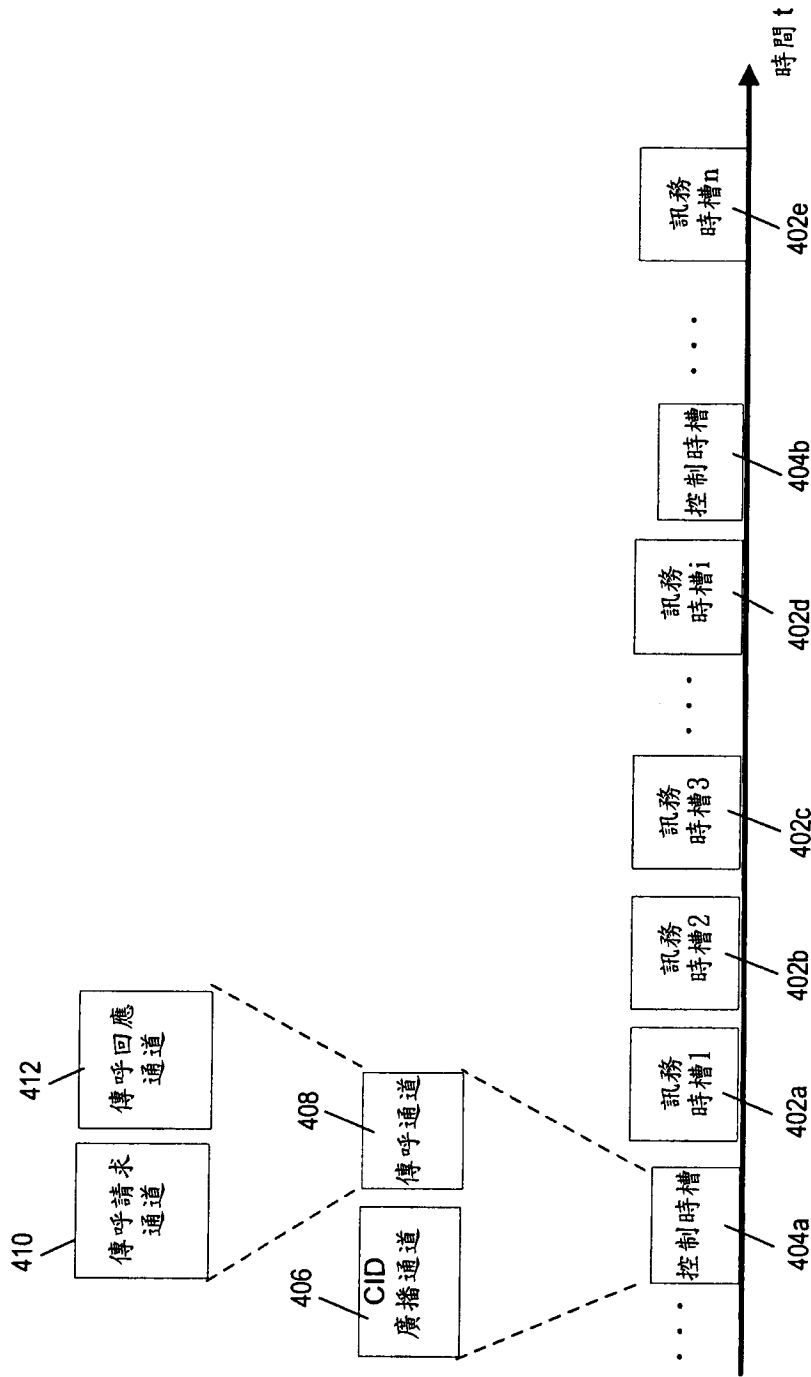 410
傳呼請求
通道
412
傳呼回應
通道
406
CID
廣播通道
408
傳呼通道
. . .
控制時槽
404a
訊務
時槽1
402a
訊務
時槽2
402b
訊務
時槽3
402c
. . .
訊務
時槽i
402d
控制時槽
404b
. . .
訊務
時槽n
402e
時間 t